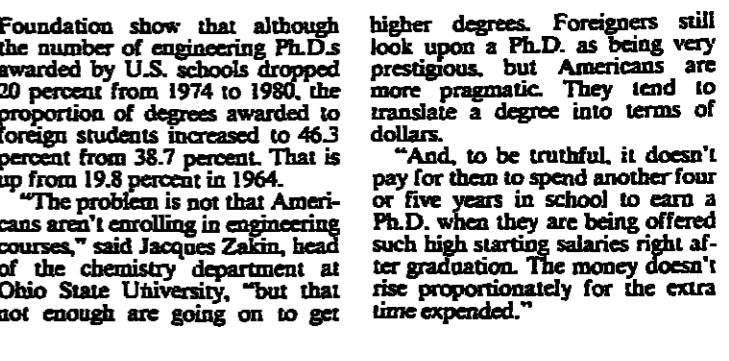 Foundation show that although
the number of engineering Ph.D.s
awarded by U.S. schools dropped
20 percent from 1974 to 1980, the
proportion of degrees awarded to
foreign students increased to 46.3
percent from 38.7 percent. That is
up from 19.8 percent in 1964.
"The problem is not that Ameri-
cans aren't enrolling in engineering
courses," said Jacques Zakin, head
of the chemistry department at
Ohio State University, "but that
not enough are going on to get
higher degrees. Foreigners still
look upon a Ph.D. as being very
prestigious, but Americans are
more pragmatic. They tend to
translate a degree into terms of
dollars.
"And, to be truthful, it doesn't
pay for them to spend another four
or five years in school to earn a
Ph.D. when they are being offered
such high starting salaries right af-
ter graduation. The money doesn't
rise proportionately for the extra
time expended."